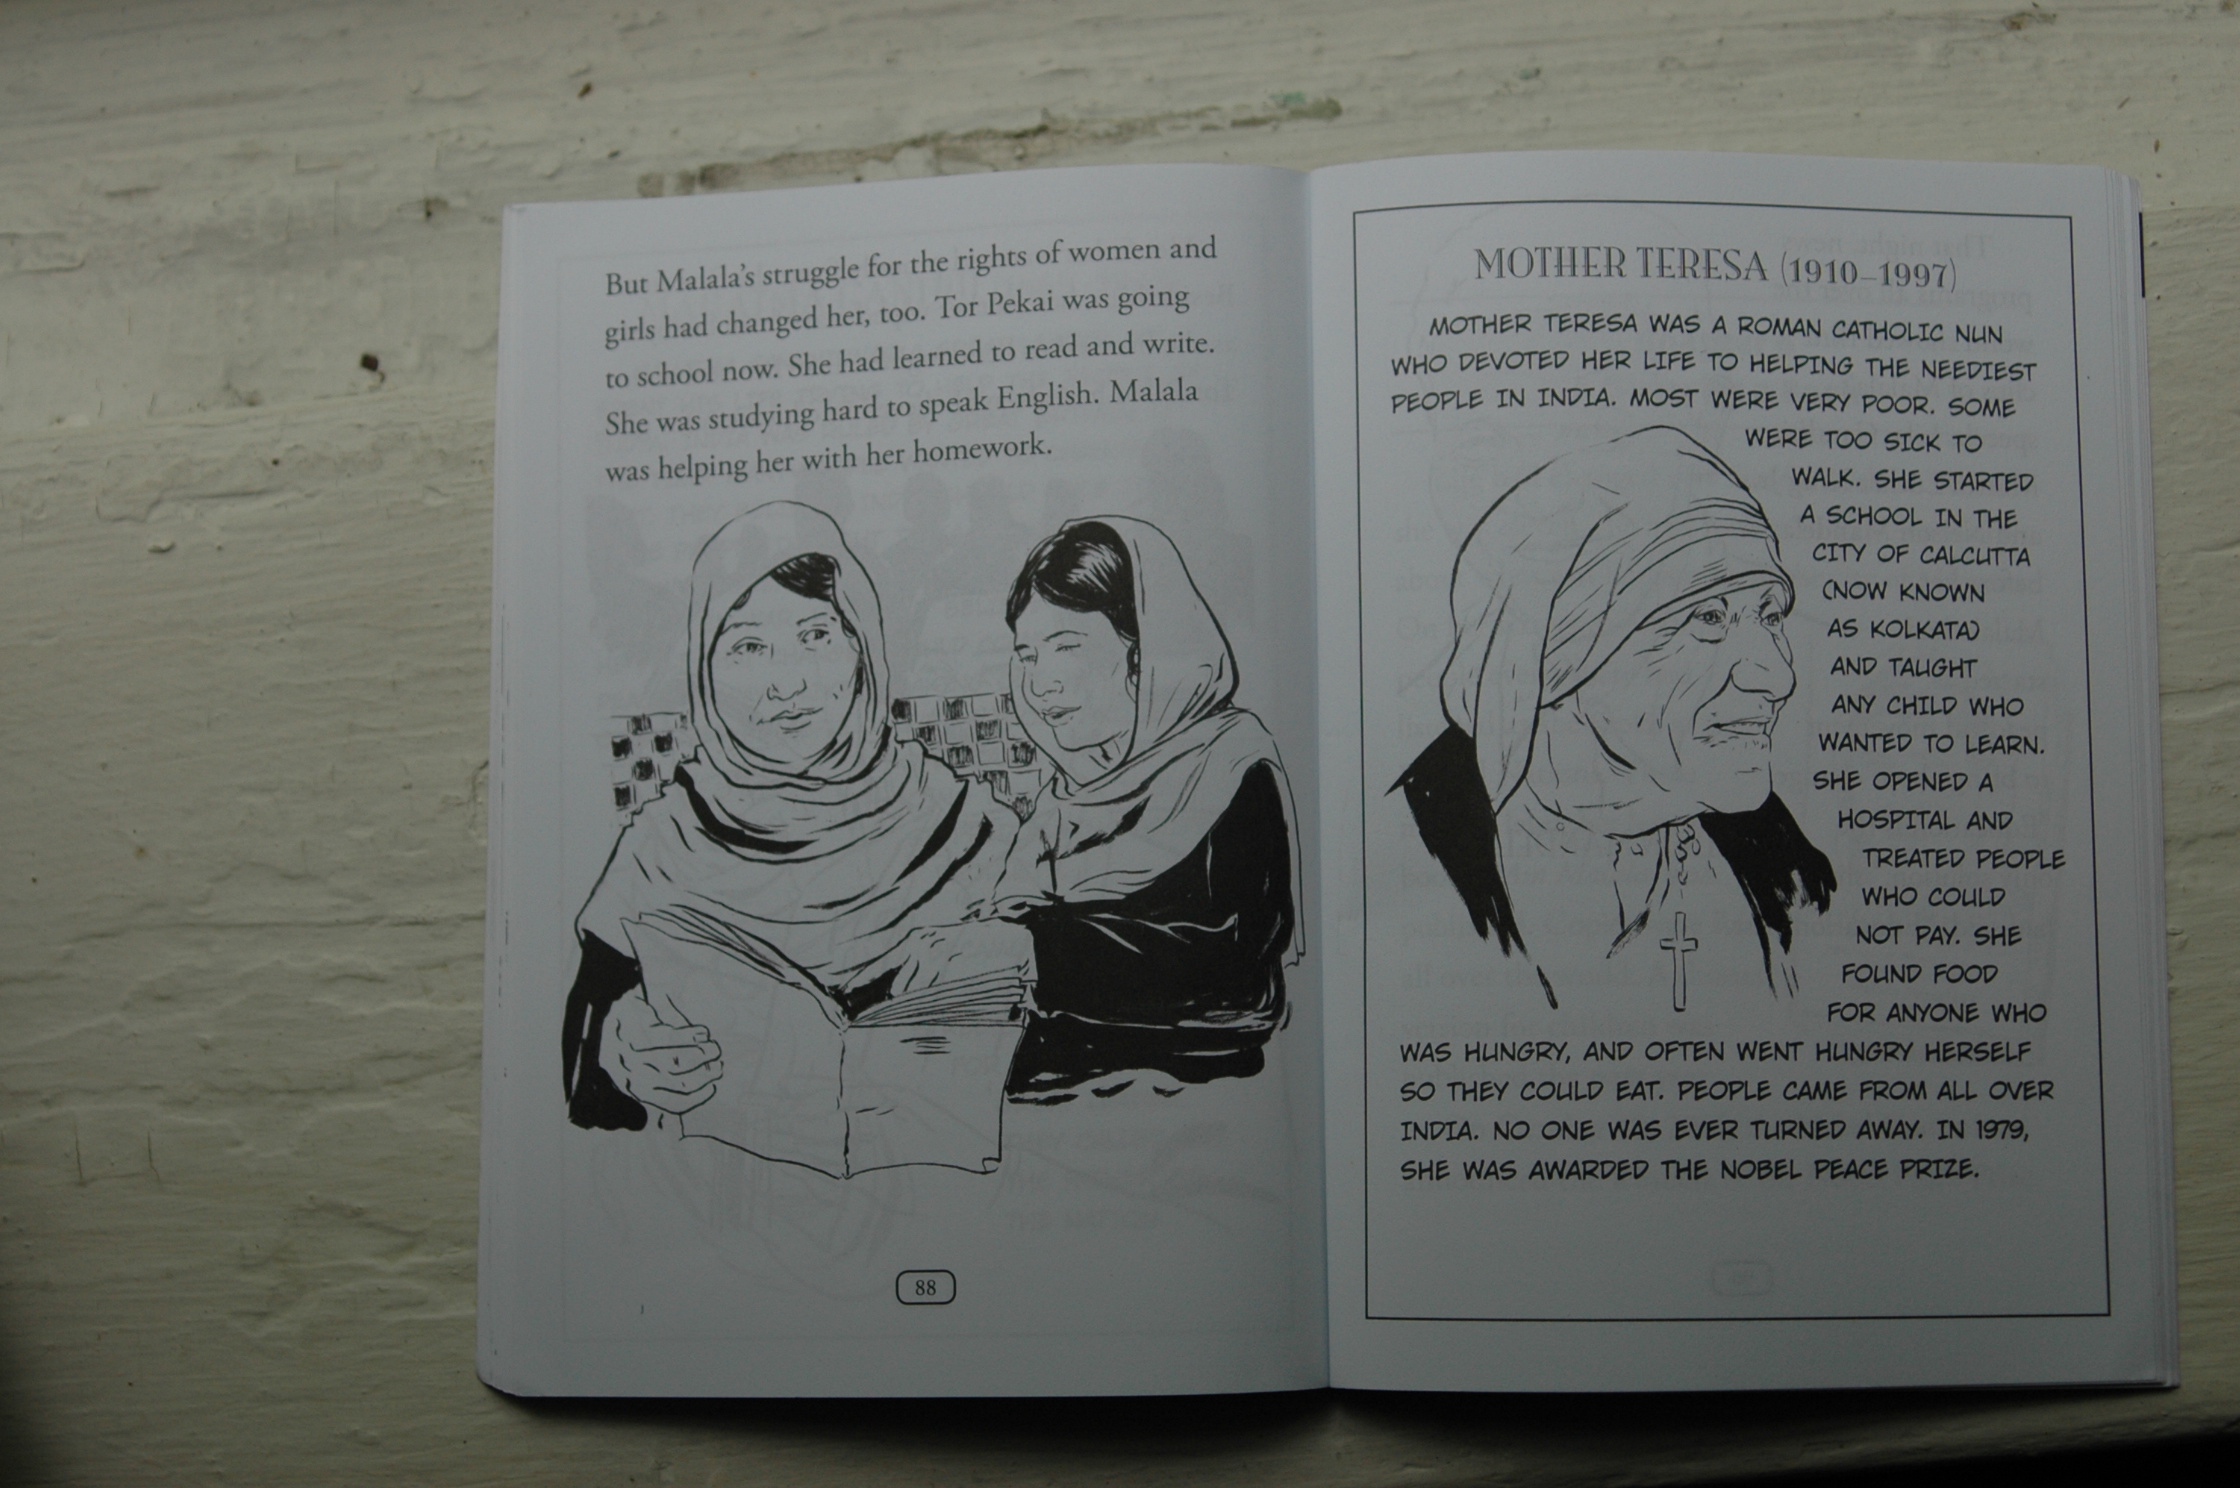 But Malala's struggle for the rights of women and
girls had changed her, too. Tor Pekai was going
to school now. She had learned to read and write.
She was studying hard to speak English. Malala
was helping her with her homework.
88
MOTHER TERESA (1910–1997)
MOTHER TERESA WAS A ROMAN CATHOLIC NUN
WHO DEVOTED HER LIFE TO HELPING THE NEEDIEST
PEOPLE IN INDIA. MOST WERE VERY POOR. SOME
WERE TOO SICK TO
WALK. SHE STARTED
A SCHOOL IN THE
CITY OF CALCUTTA
(NOW KNOWN
AS KOLKATA)
AND TAUGHT
ANY CHILD WHO
WANTED TO LEARN.
SHE OPENED A
HOSPITAL AND
TREATED PEOPLE
WHO COULD
NOT PAY. SHE
FOUND FOOD
FOR ANYONE WHO
WAS HUNGRY, AND OFTEN WENT HUNGRY HERSELF
SO THEY COULD EAT. PEOPLE CAME FROM ALL OVER
INDIA. NO ONE WAS EVER TURNED AWAY. IN 1979,
SHE WAS AWARDED THE NOBEL PEACE PRIZE.